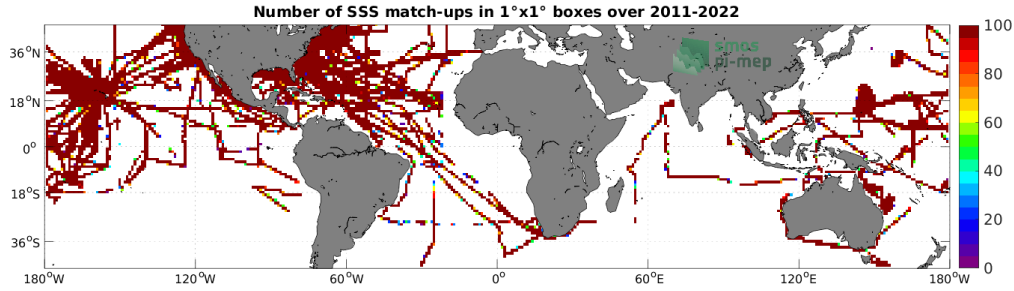 Number of SSS match-ups in 1°x1° boxes over 2011-2022
36°N
18°N
0°
18°S
36°S
180°W
120°W
60°W
0°
60°E
120°E
180°W
100
80
60
40
20
0
smos
pi-mep